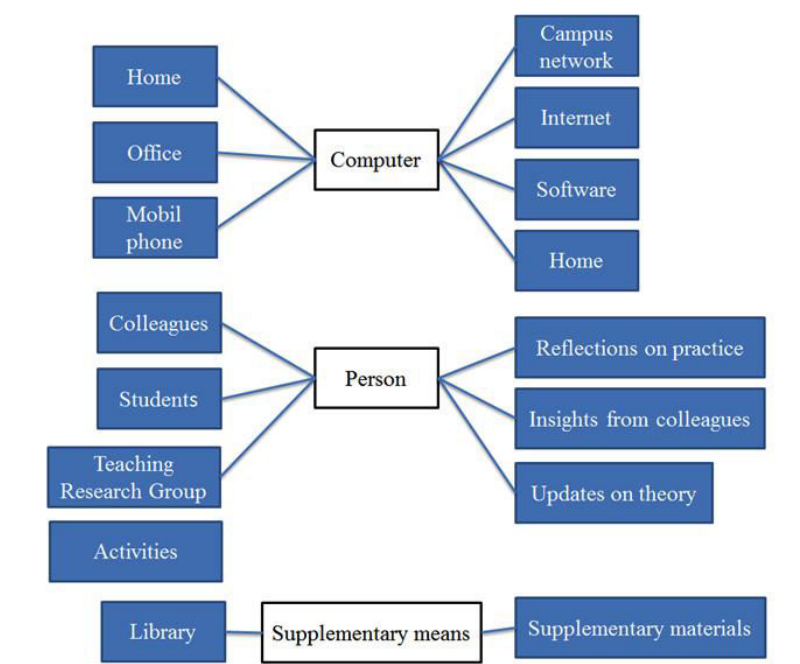 Home
Office
Mobil
phone
Computer
Campus
network
Internet
Software
Home
Colleagues
Students
Teaching
Research Group
Activities
Person
Reflections on practice
Insights from colleagues
Updates on theory
Library
Supplementary means
Supplementary materials